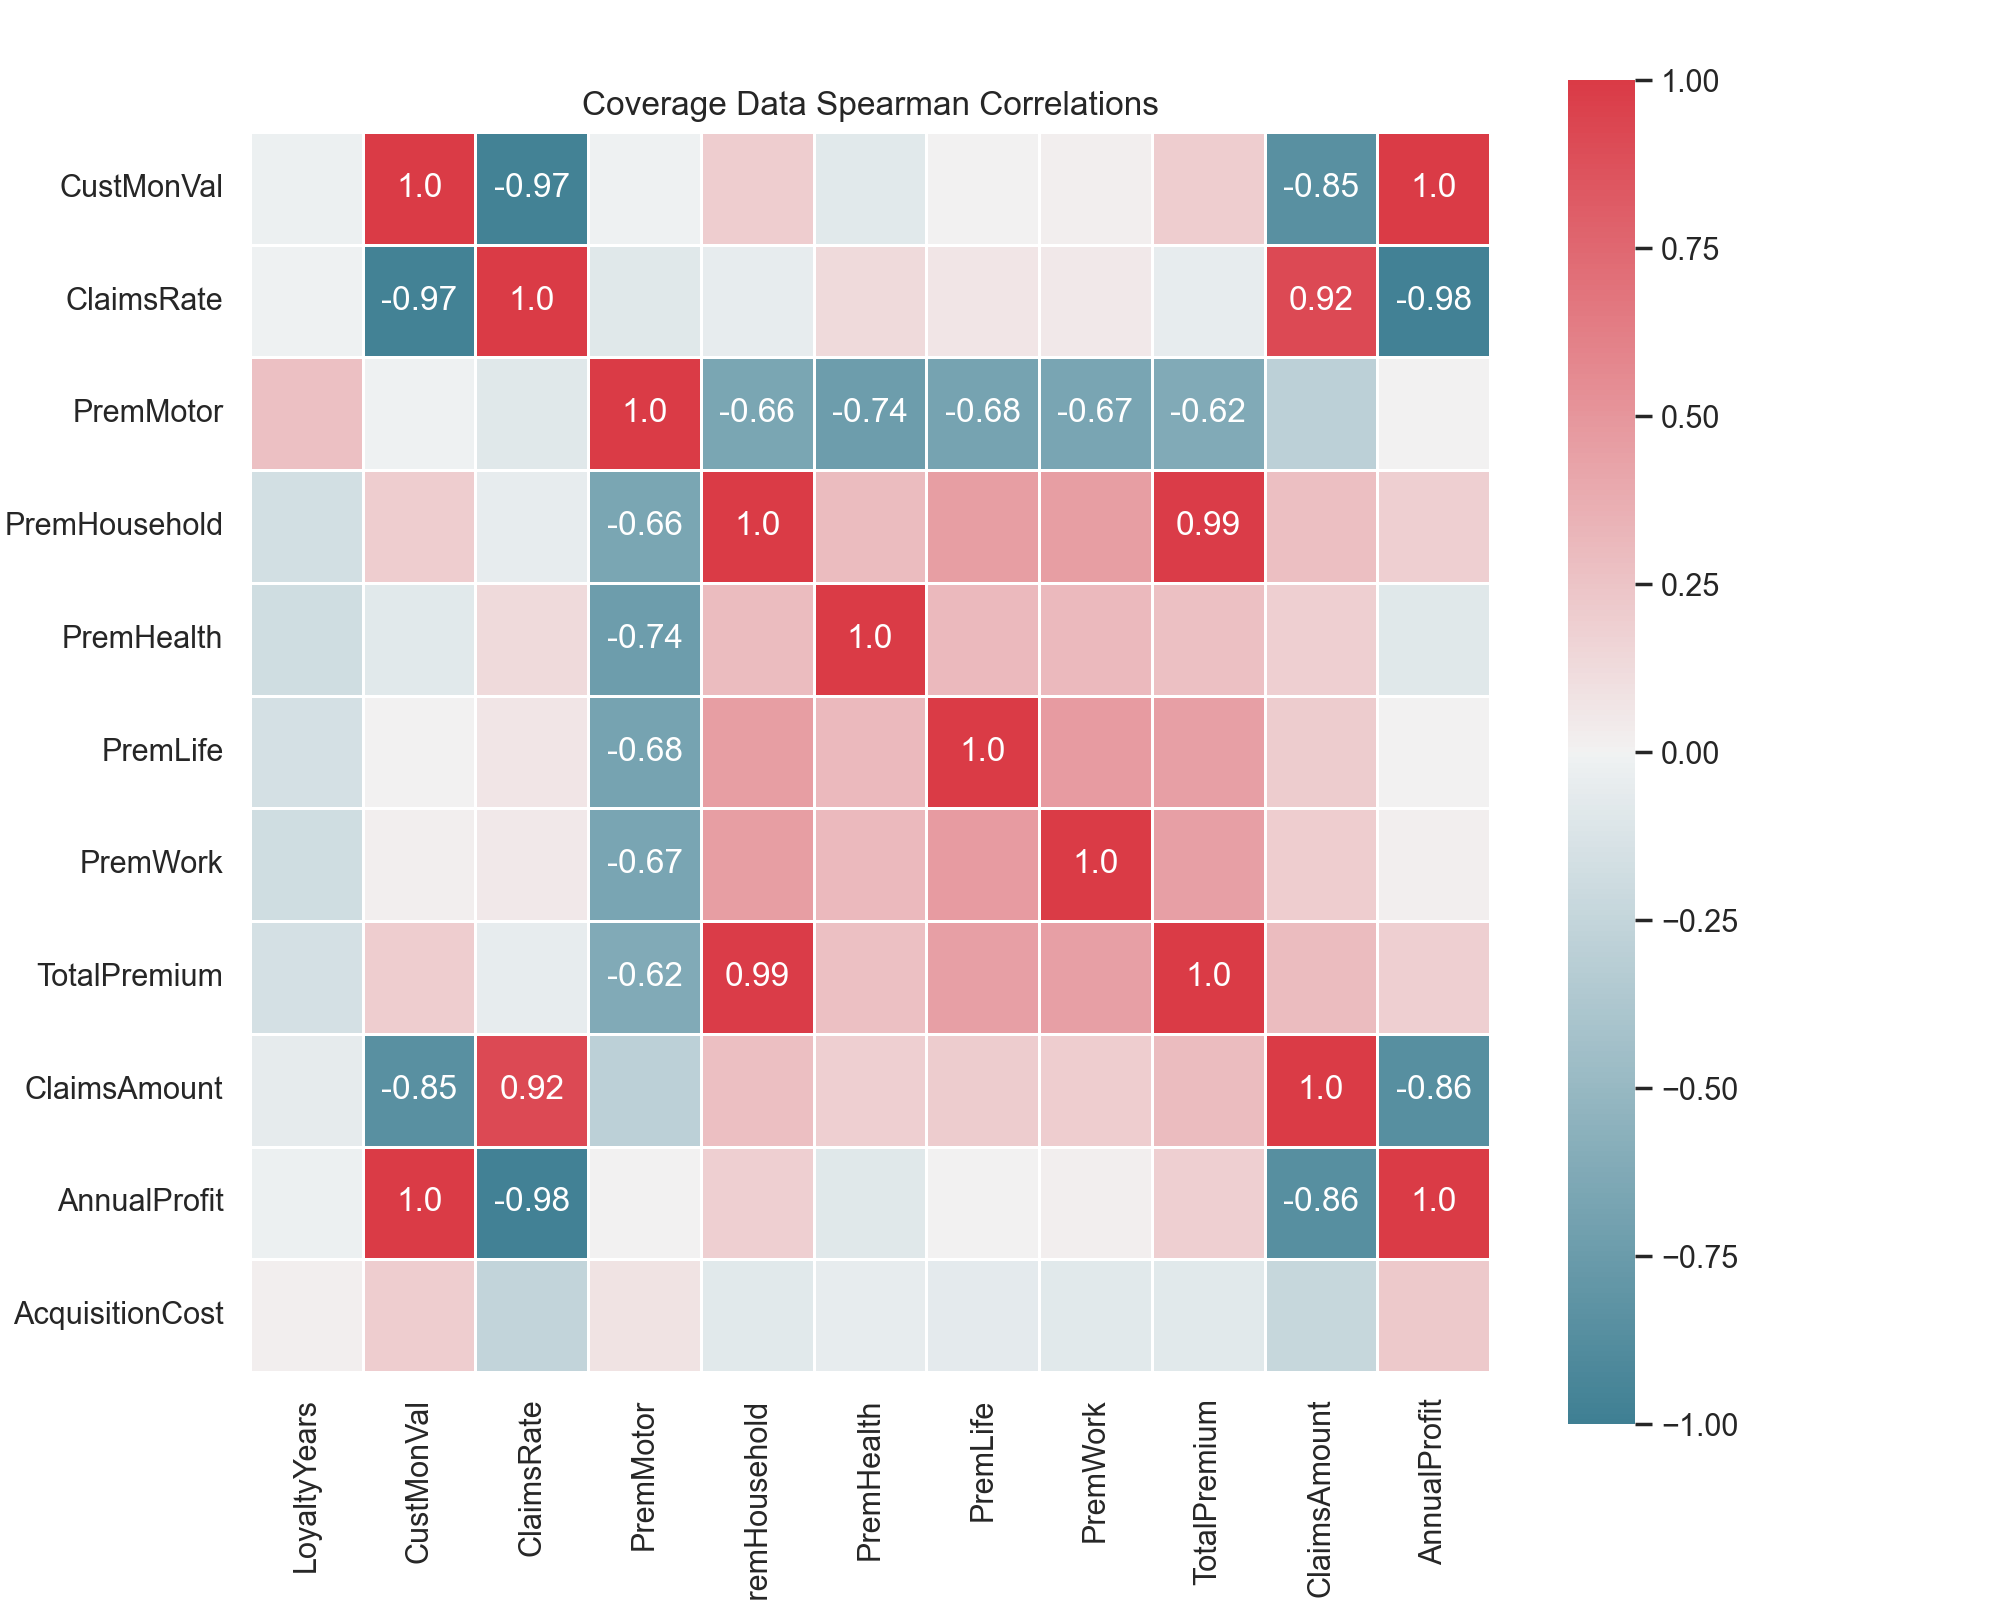 Coverage Data Spearman Correlations
CustMonVal 1.0 -0.97 -0.85 1.0
ClaimsRate -0.97 1.0 0.92 -0.98
PremMotor 1.0 -0.66 -0.74 -0.68 -0.67 -0.62
PremHousehold -0.66 1.0 0.99
PremHealth -0.74 1.0
PremLife -0.68 1.0
PremWork -0.67 1.0
TotalPremium -0.62 0.99 1.0
ClaimsAmount -0.85 0.92 1.0 -0.86
AnnualProfit 1.0 -0.98 -0.86 1.0
AcquisitionCost
LoyaltyYears
CustMonVal
ClaimsRate
PremMotor
remHousehold
PremHealth
PremLife
PremWork
TotalPremium
ClaimsAmount
AnnualProfit
1.00
0.75
0.50
0.25
0.00
−0.25
−0.50
−0.75
−1.00